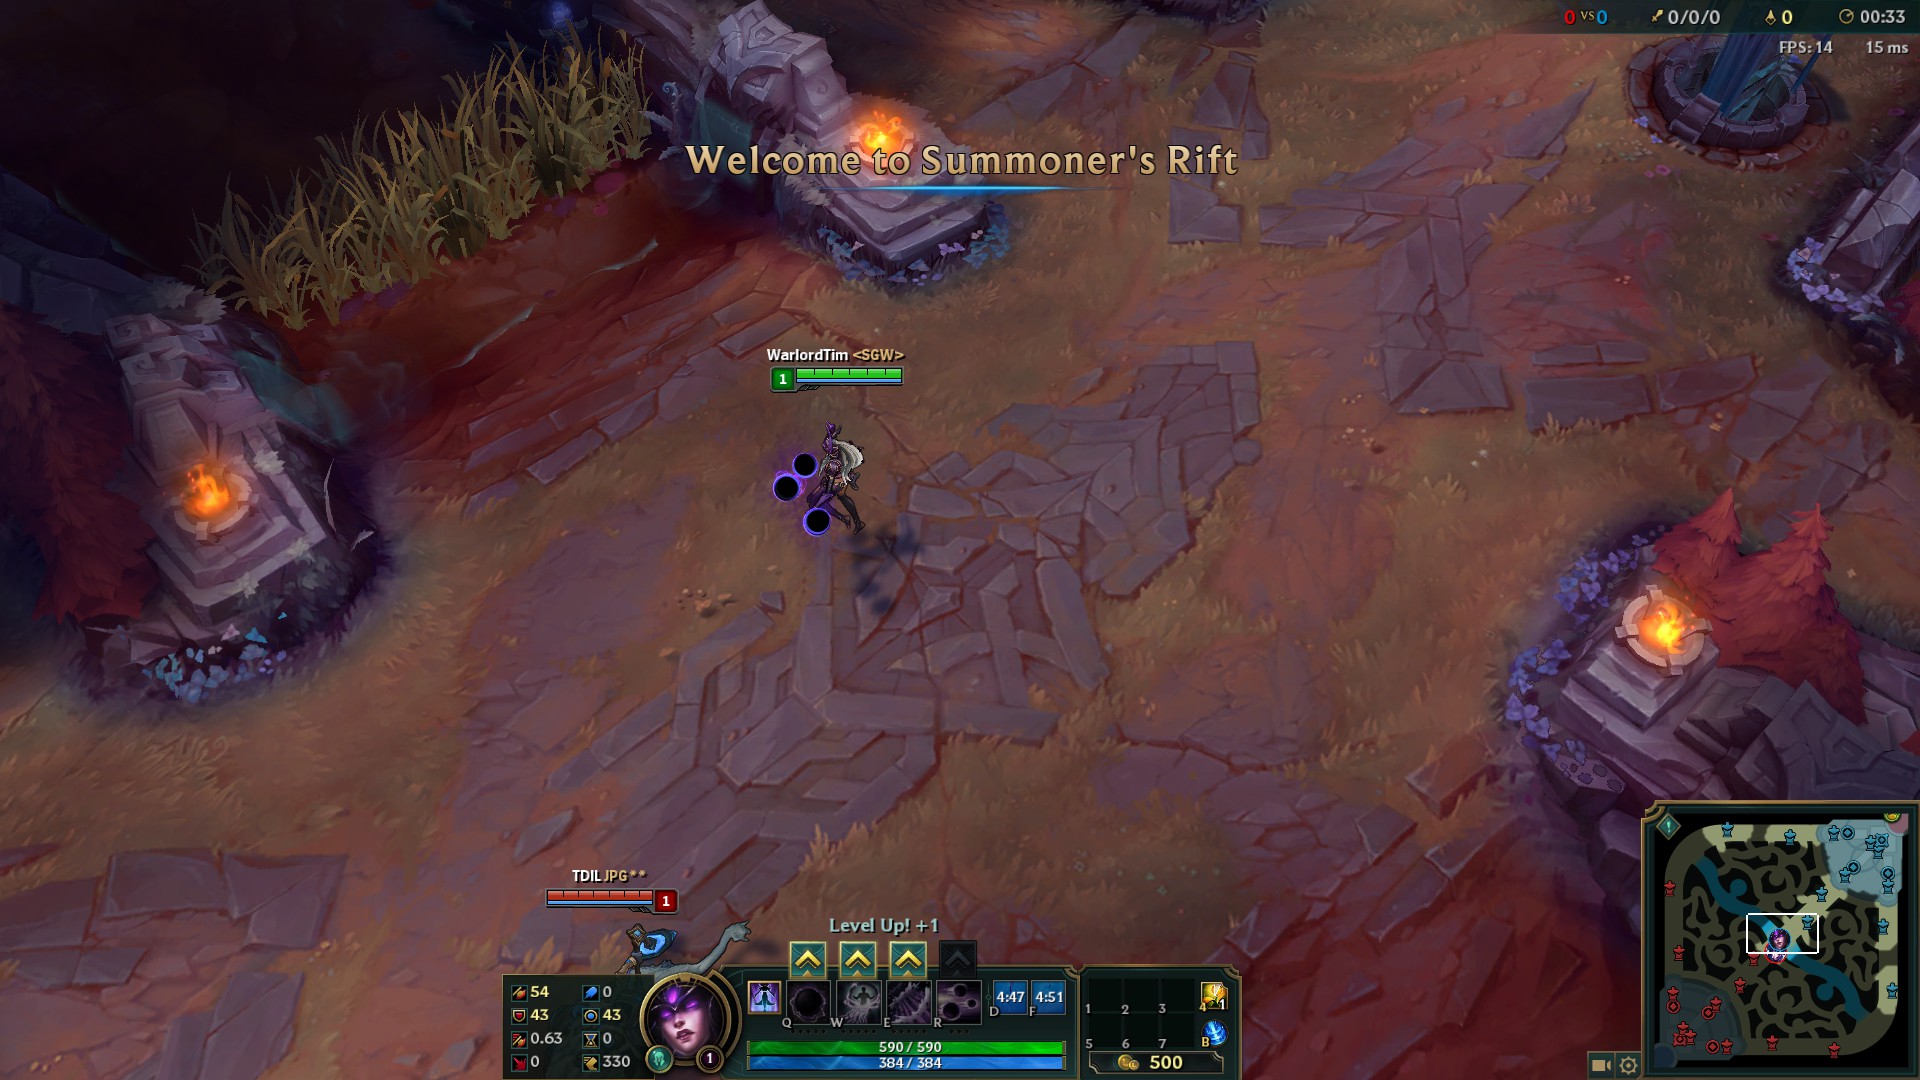 0 VS 0 0/0/0 0 00:33
FPS: 14 15 ms
Welcome to Summoner's Rift
WarlordTim <SGW>
1
TDIL JPG**
1
Level Up! +1
54 0
43 43
0.63 0
0 330
1
Q W E R
4:47 4:51
D F
590 / 590
384 / 384
1 2 3 4 1
5 6 7 B
500